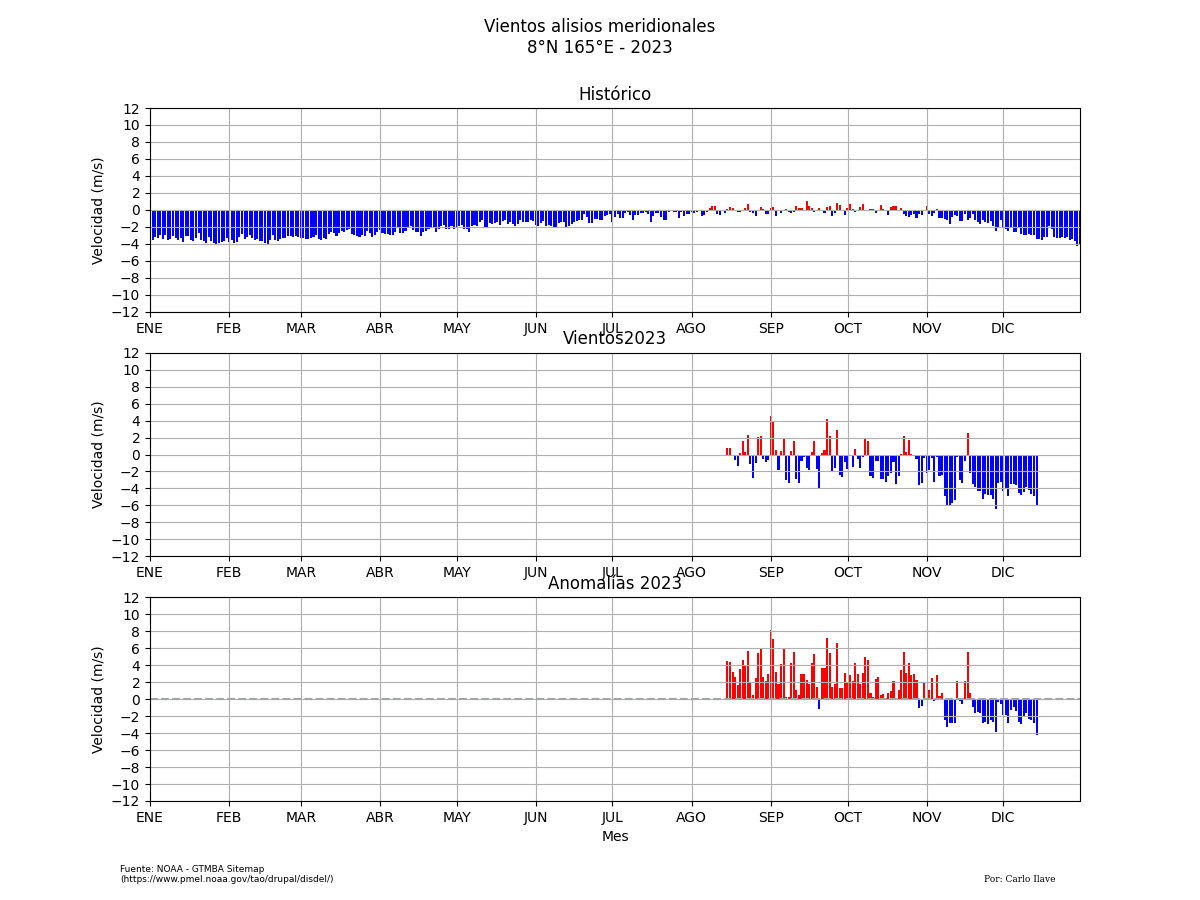 Vientos alisios meridionales
8°N 165°E - 2023
Histórico
12
10
8
6
4
2
0
−2
−4
−6
−8
−10
−12
Velocidad (m/s)
ENE FEB MAR ABR MAY JUN JUL AGO SEP OCT NOV DIC
Vientos2023
12
10
8
6
4
2
0
−2
−4
−6
−8
−10
−12
Velocidad (m/s)
ENE FEB MAR ABR MAY JUN JUL AGO SEP OCT NOV DIC
Anomalías 2023
12
10
8
6
4
2
0
−2
−4
−6
−8
−10
−12
Velocidad (m/s)
ENE FEB MAR ABR MAY JUN JUL AGO SEP OCT NOV DIC
Mes
Fuente: NOAA - GTMBA Sitemap
(https://www.pmel.noaa.gov/tao/drupal/disdel/)
Por: Carlo Ilave